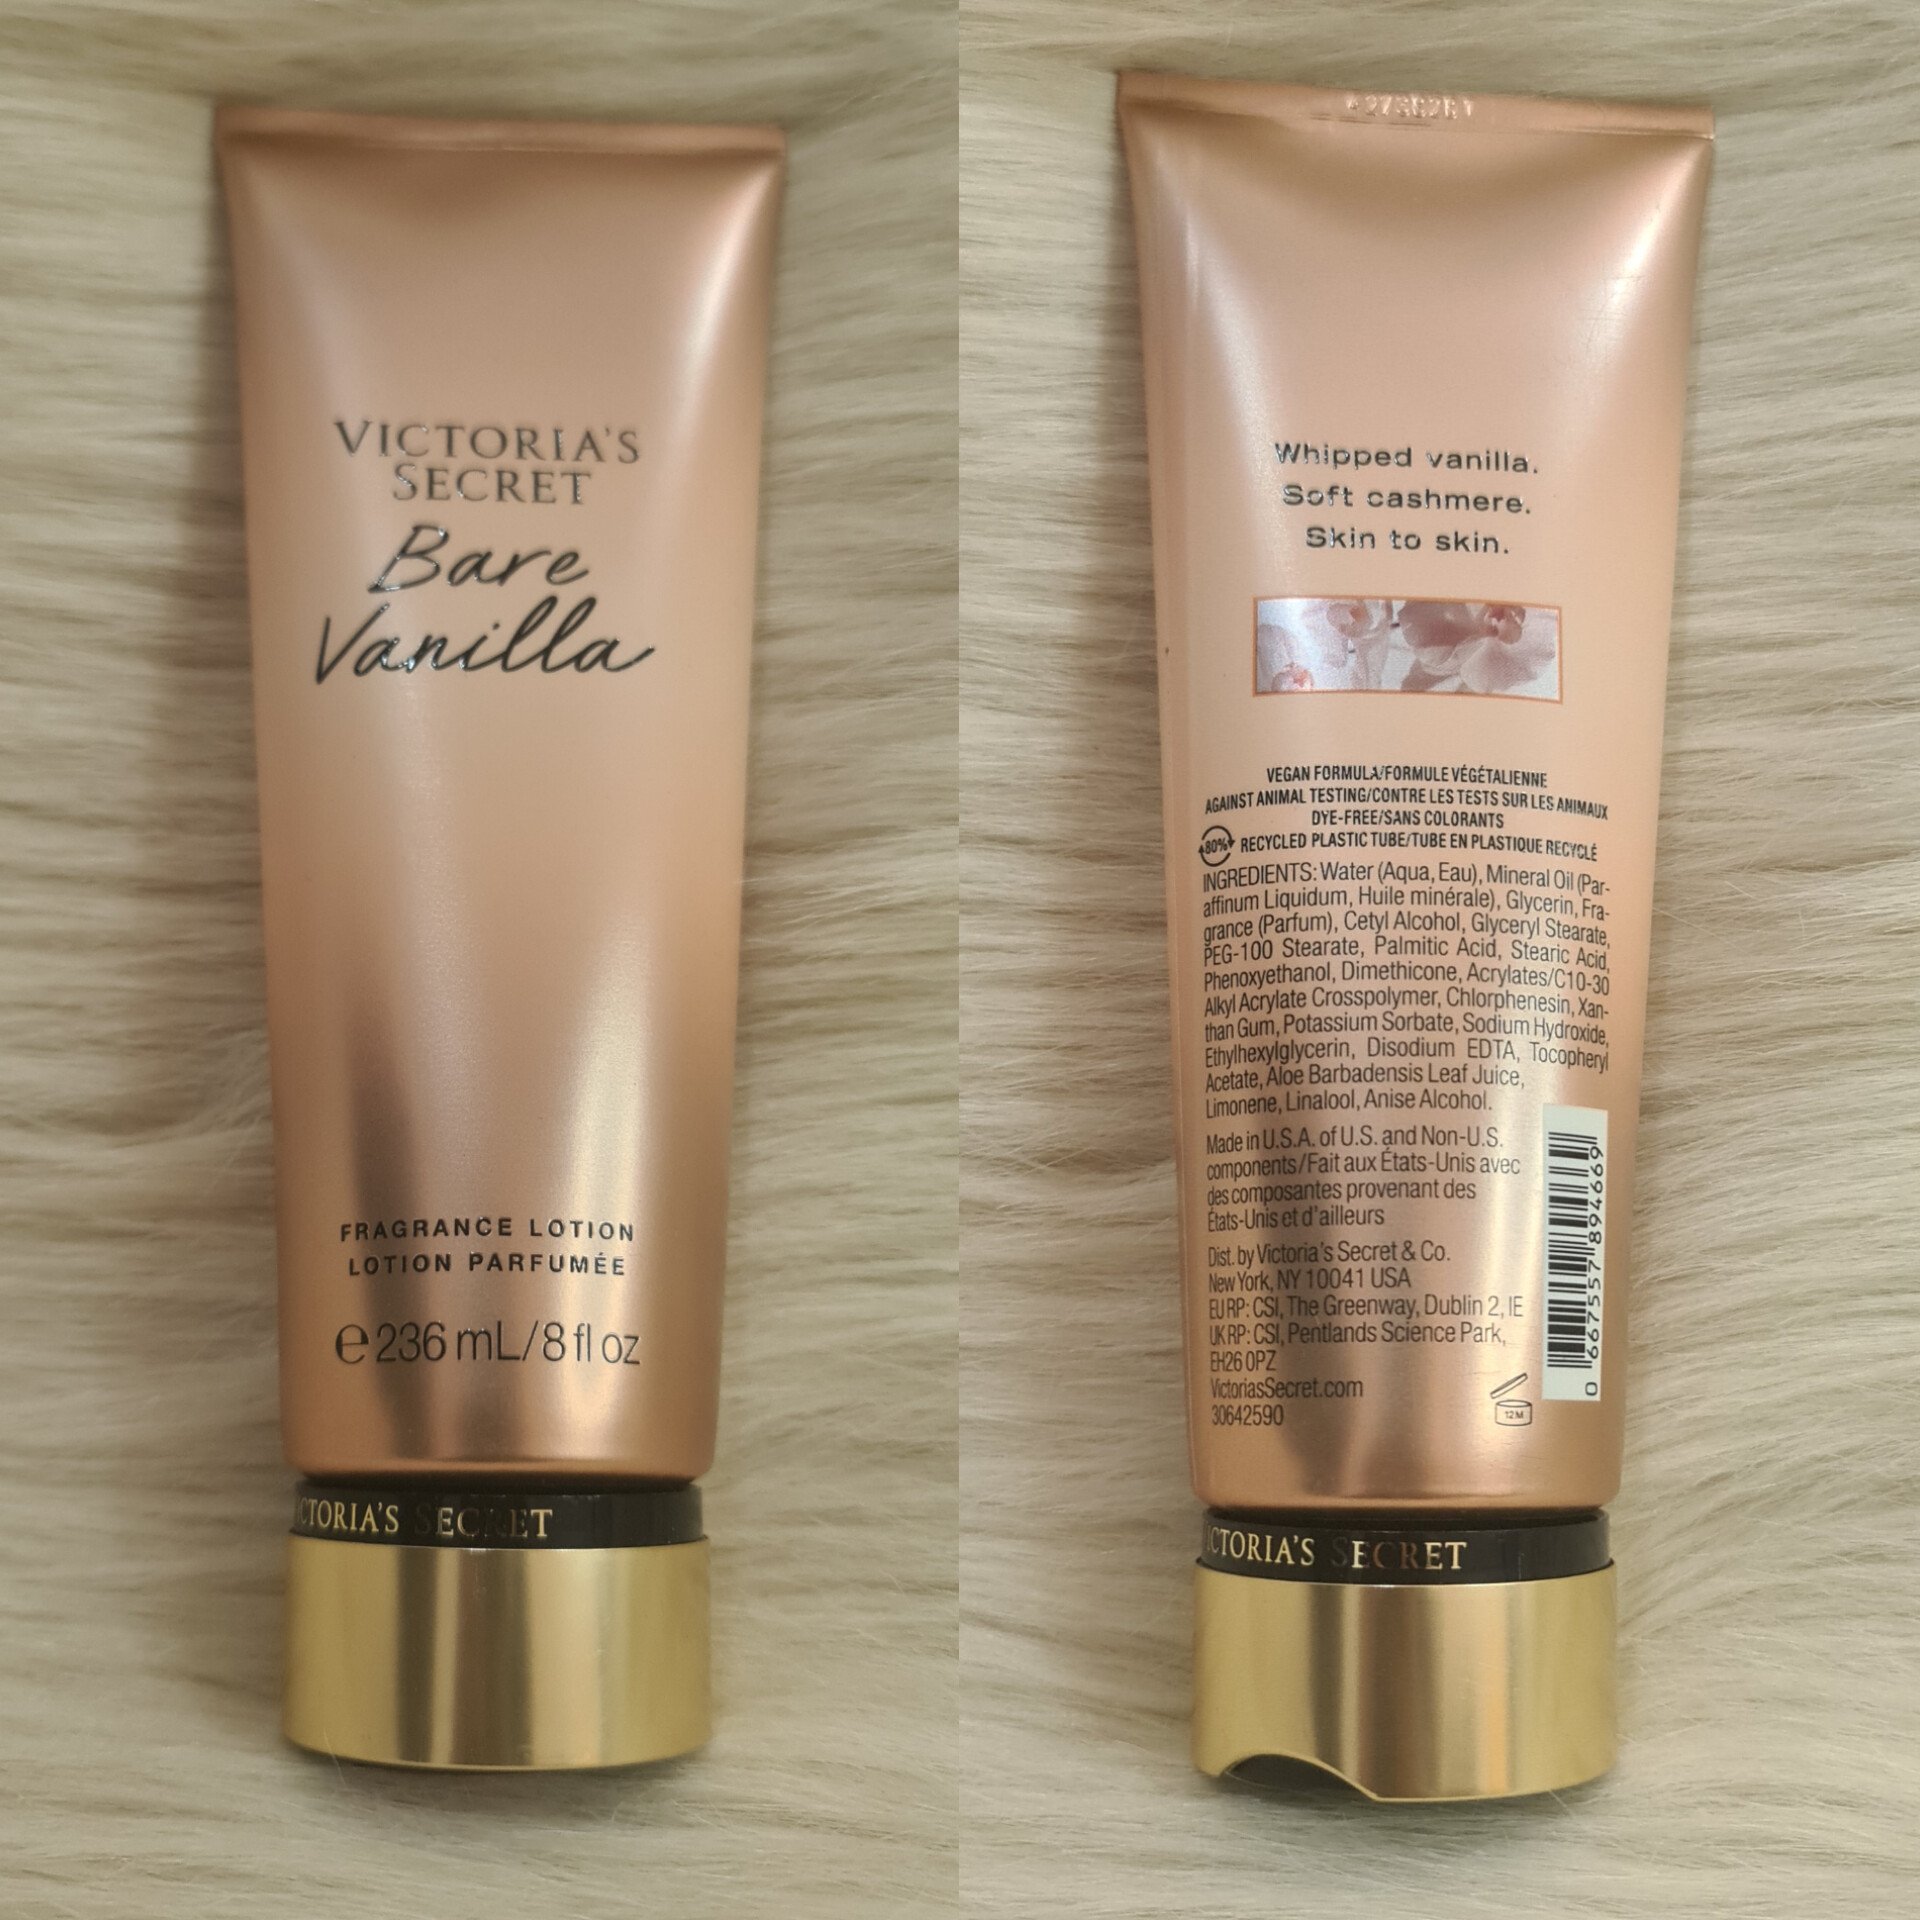 VICTORIA'S
SECRET
Bare
Vanilla
FRAGRANCE LOTION
LOTION PARFUMÉE
℮236 mL/8 fl oz
CTORIA'S SECRET
Whipped vanilla.
Soft cashmere.
Skin to skin.
VEGAN FORMULA/FORMULE VÉGÉTALIENNE
AGAINST ANIMAL TESTING/CONTRE LES TESTS SUR LES ANIMAUX
DYE-FREE/SANS COLORANTS
80% RECYCLED PLASTIC TUBE/TUBE EN PLASTIQUE RECYCLÉ
INGREDIENTS: Water (Aqua, Eau), Mineral Oil (Par-
affinum Liquidum, Huile minérale), Glycerin, Fra-
grance (Parfum), Cetyl Alcohol, Glyceryl Stearate,
PEG-100 Stearate, Palmitic Acid, Stearic Acid,
Phenoxyethanol, Dimethicone, Acrylates/C10-30
Alkyl Acrylate Crosspolymer, Chlorphenesin, Xan-
than Gum, Potassium Sorbate, Sodium Hydroxide,
Ethylhexylglycerin, Disodium EDTA, Tocopheryl
Acetate, Aloe Barbadensis Leaf Juice,
Limonene, Linalool, Anise Alcohol.
Made in U.S.A. of U.S. and Non-U.S.
components/Fait aux États-Unis avec
des composantes provenant des
États-Unis et d'ailleurs
Dist. by Victoria's Secret & Co.
New York, NY 10041 USA
EU RP: CSI, The Greenway, Dublin 2, IE
UK RP: CSI, Pentlands Science Park,
EH26 0PZ
VictoriasSecret.com
30642590
12M
0 667557 894669
ICTORIA'S SECRET